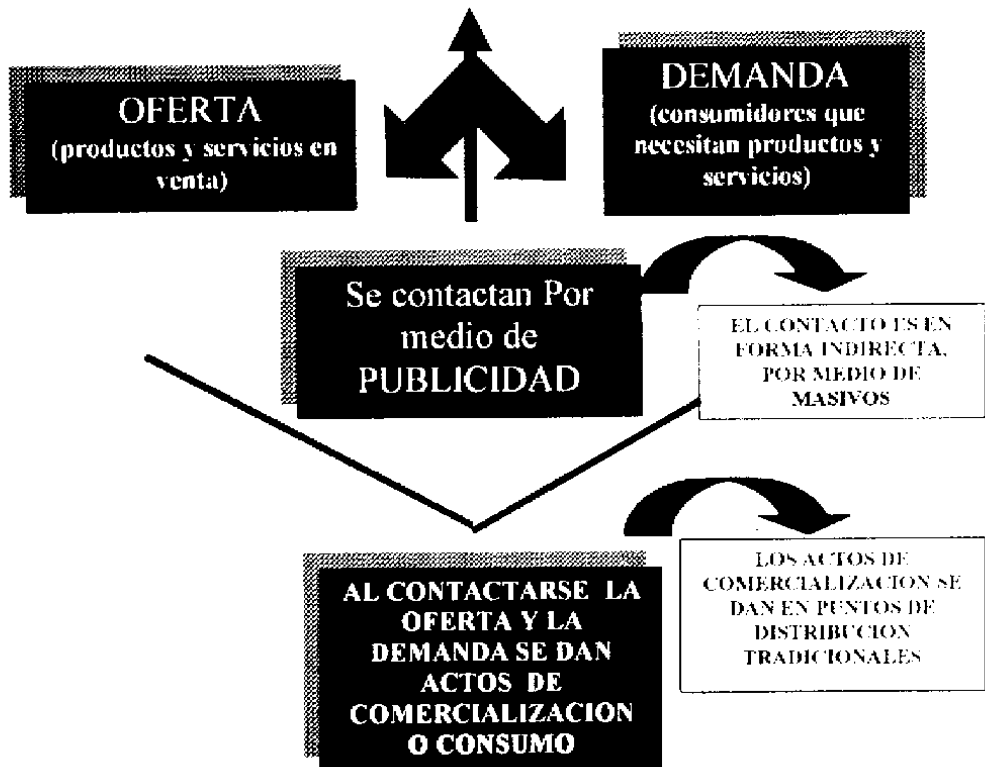 OFERTA
(productos y servicios en
venta)
DEMANDA
(consumidores que
necesitan productos y
servicios)
Se contactan Por
medio de
PUBLICIDAD
EL CONTACTO ES EN
FORMA INDIRECTA,
POR MEDIO DE
MASIVOS
AL CONTACTARSE LA
OFERTA Y LA
DEMANDA SE DAN
ACTOS DE
COMERCIALIZACION
O CONSUMO
LOS ACTOS DE
COMERCIALIZACION SE
DAN EN PUNTOS DE
DISTRIBUCION
TRADICIONALES